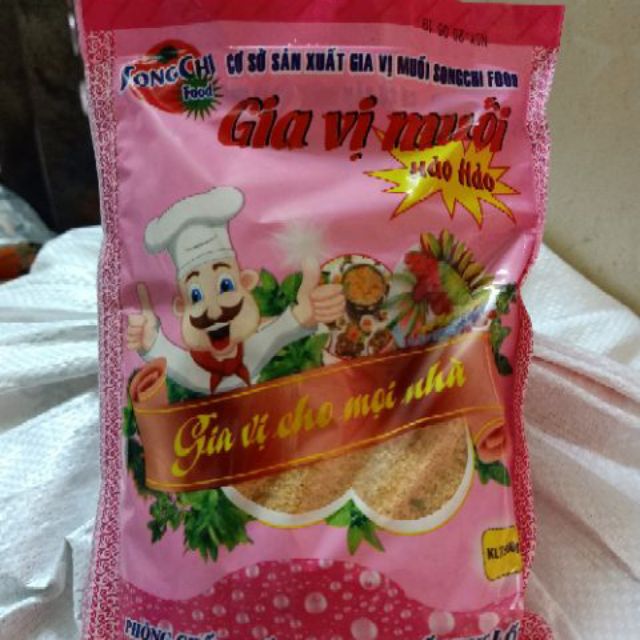 SONGCHI
Food
CƠ SỞ SẢN XUẤT GIA VỊ MUỐI SONGCHI FOOD
Gia vị muối
Hảo Hảo
Gia vị cho mọi nhà